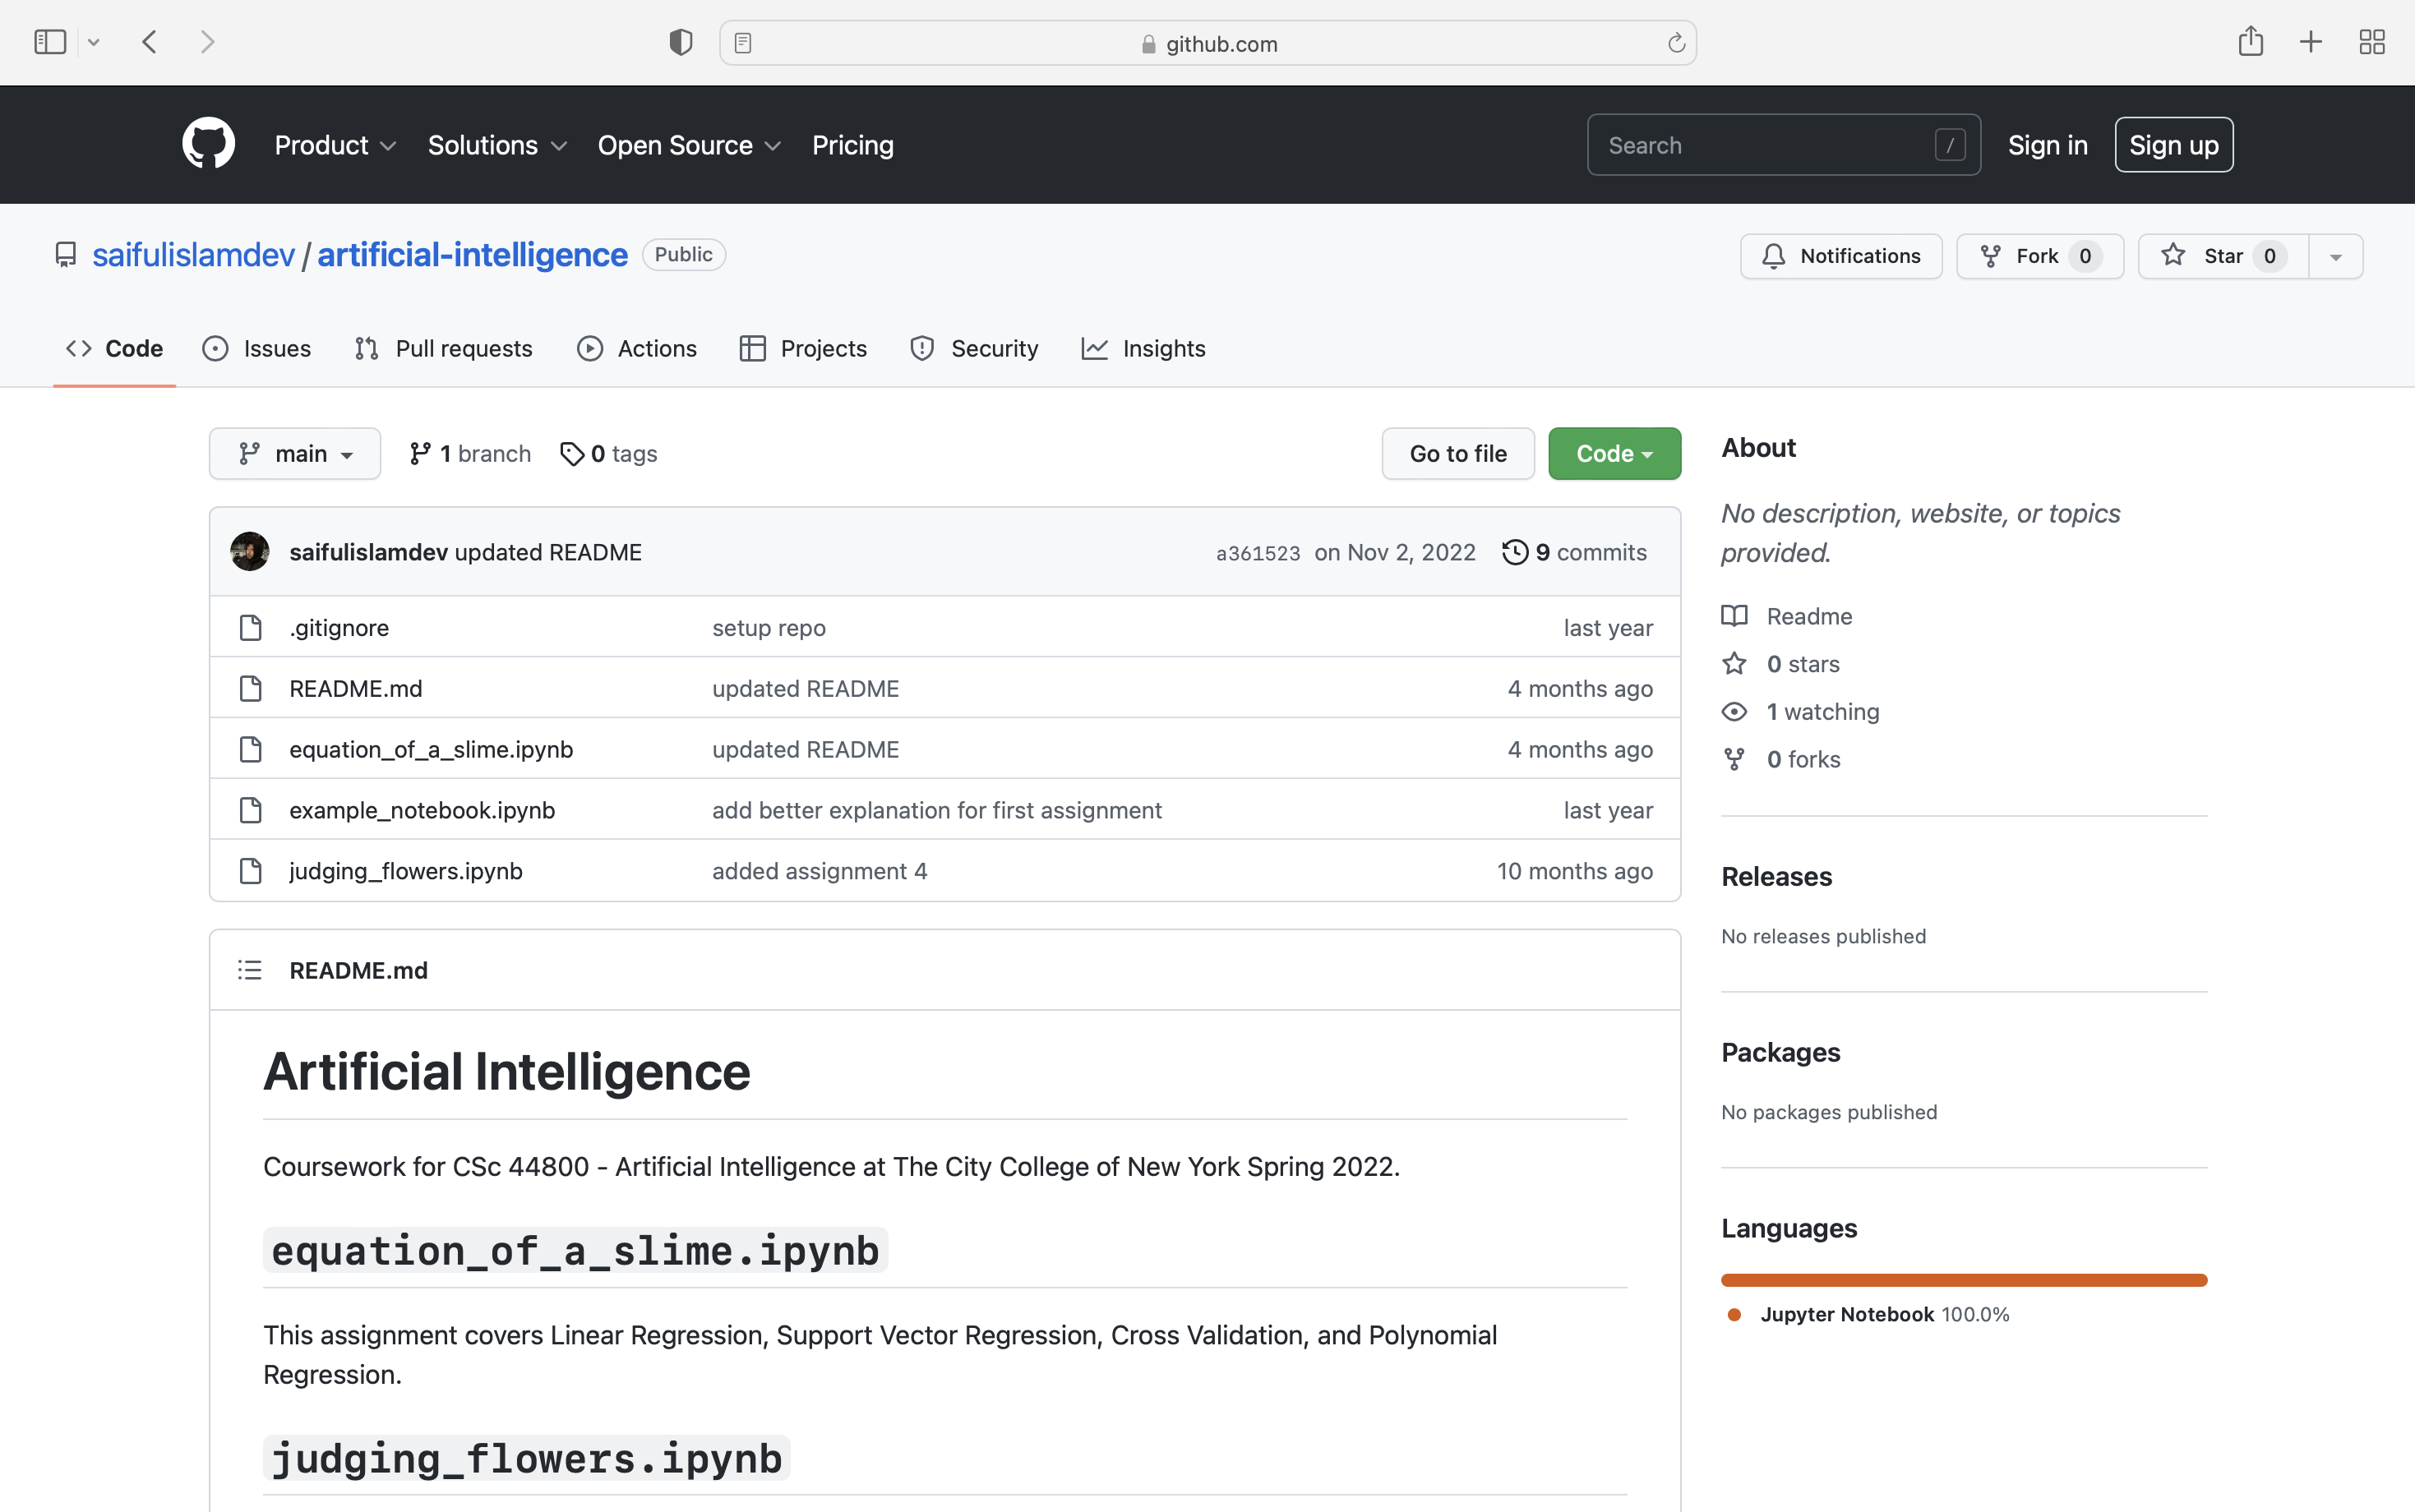 github.com
Product Solutions Open Source Pricing Search / Sign in Sign up
saifulislamdev / artificial-intelligence Public Notifications Fork 0 Star 0
Code Issues Pull requests Actions Projects Security Insights
main 1 branch 0 tags Go to file Code
saifulislamdev updated README a361523 on Nov 2, 2022 9 commits
.gitignore setup repo last year
README.md updated README 4 months ago
equation_of_a_slime.ipynb updated README 4 months ago
example_notebook.ipynb add better explanation for first assignment last year
judging_flowers.ipynb added assignment 4 10 months ago
README.md
Artificial Intelligence
Coursework for CSc 44800 - Artificial Intelligence at The City College of New York Spring 2022.
equation_of_a_slime.ipynb
This assignment covers Linear Regression, Support Vector Regression, Cross Validation, and Polynomial
Regression.
judging_flowers.ipynb
About
No description, website, or topics
provided.
Readme
0 stars
1 watching
0 forks
Releases
No releases published
Packages
No packages published
Languages
Jupyter Notebook 100.0%